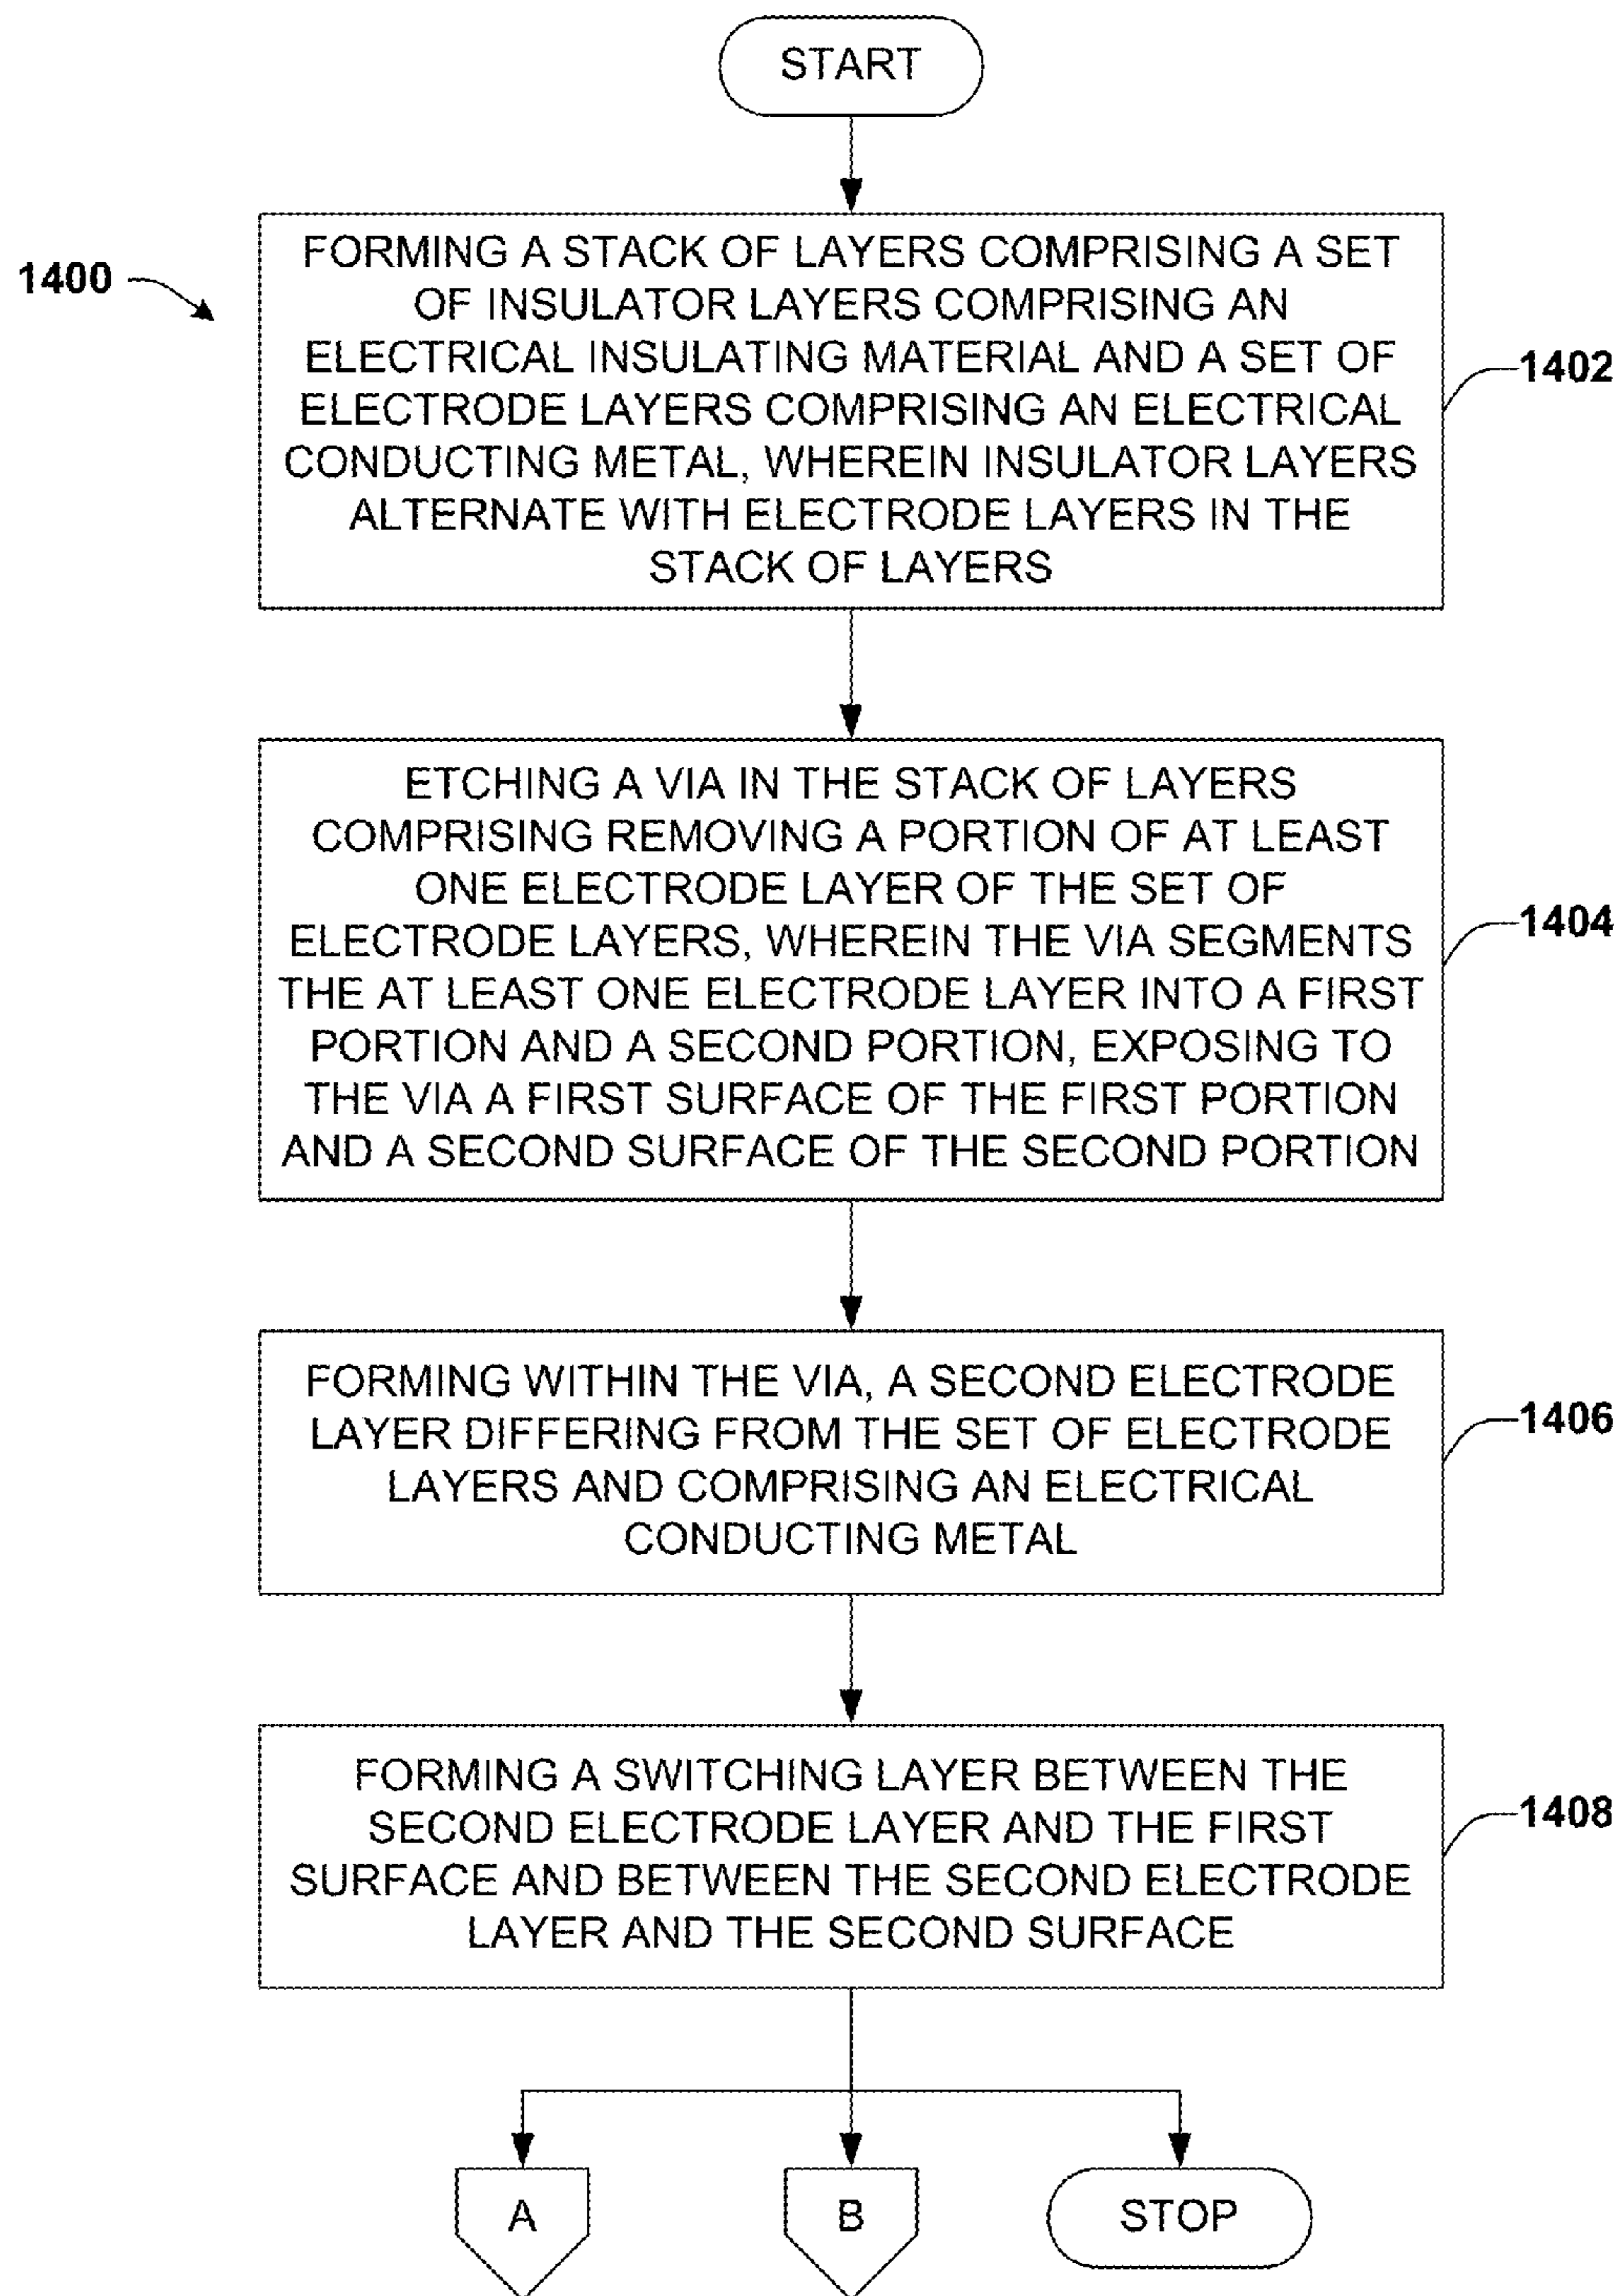 START
1400
FORMING A STACK OF LAYERS COMPRISING A SET
OF INSULATOR LAYERS COMPRISING AN
ELECTRICAL INSULATING MATERIAL AND A SET OF
ELECTRODE LAYERS COMPRISING AN ELECTRICAL
CONDUCTING METAL, WHEREIN INSULATOR LAYERS
ALTERNATE WITH ELECTRODE LAYERS IN THE
STACK OF LAYERS
1402
ETCHING A VIA IN THE STACK OF LAYERS
COMPRISING REMOVING A PORTION OF AT LEAST
ONE ELECTRODE LAYER OF THE SET OF
ELECTRODE LAYERS, WHEREIN THE VIA SEGMENTS
THE AT LEAST ONE ELECTRODE LAYER INTO A FIRST
PORTION AND A SECOND PORTION, EXPOSING TO
THE VIA A FIRST SURFACE OF THE FIRST PORTION
AND A SECOND SURFACE OF THE SECOND PORTION
1404
FORMING WITHIN THE VIA, A SECOND ELECTRODE
LAYER DIFFERING FROM THE SET OF ELECTRODE
LAYERS AND COMPRISING AN ELECTRICAL
CONDUCTING METAL
1406
FORMING A SWITCHING LAYER BETWEEN THE
SECOND ELECTRODE LAYER AND THE FIRST
SURFACE AND BETWEEN THE SECOND ELECTRODE
LAYER AND THE SECOND SURFACE
1408
A
B
STOP